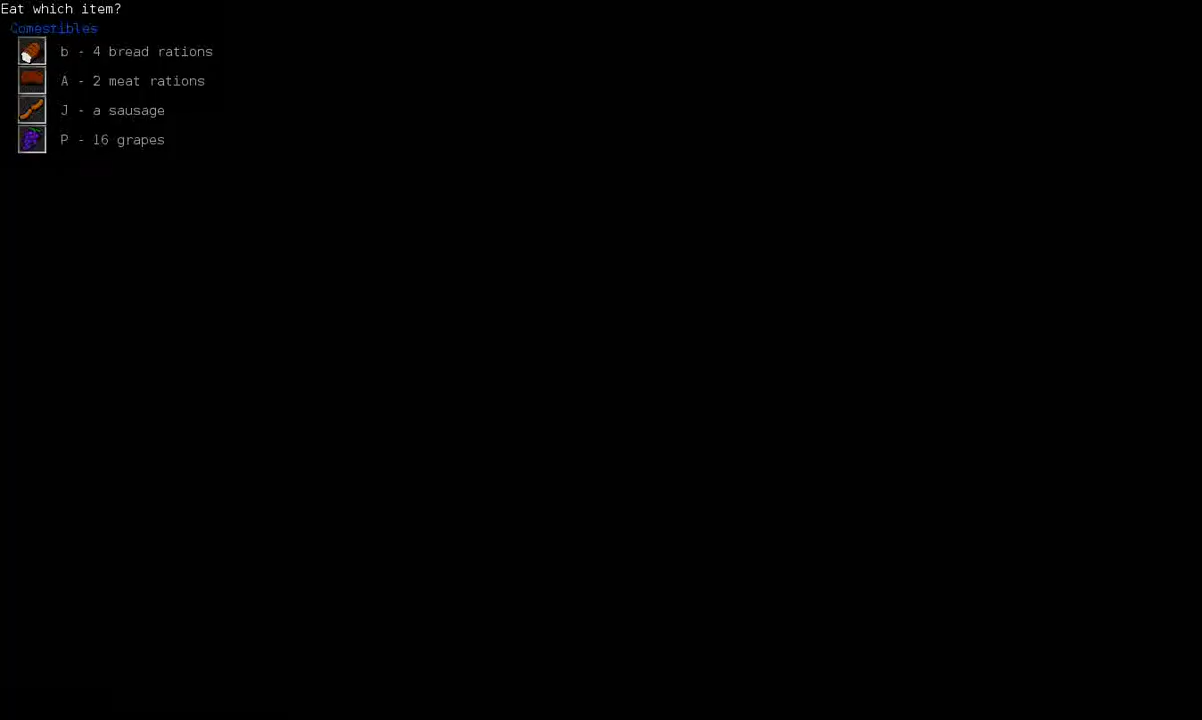 Eat which item?
Comestibles
b - 4 bread rations
A - 2 meat rations
J - a sausage
P - 16 grapes